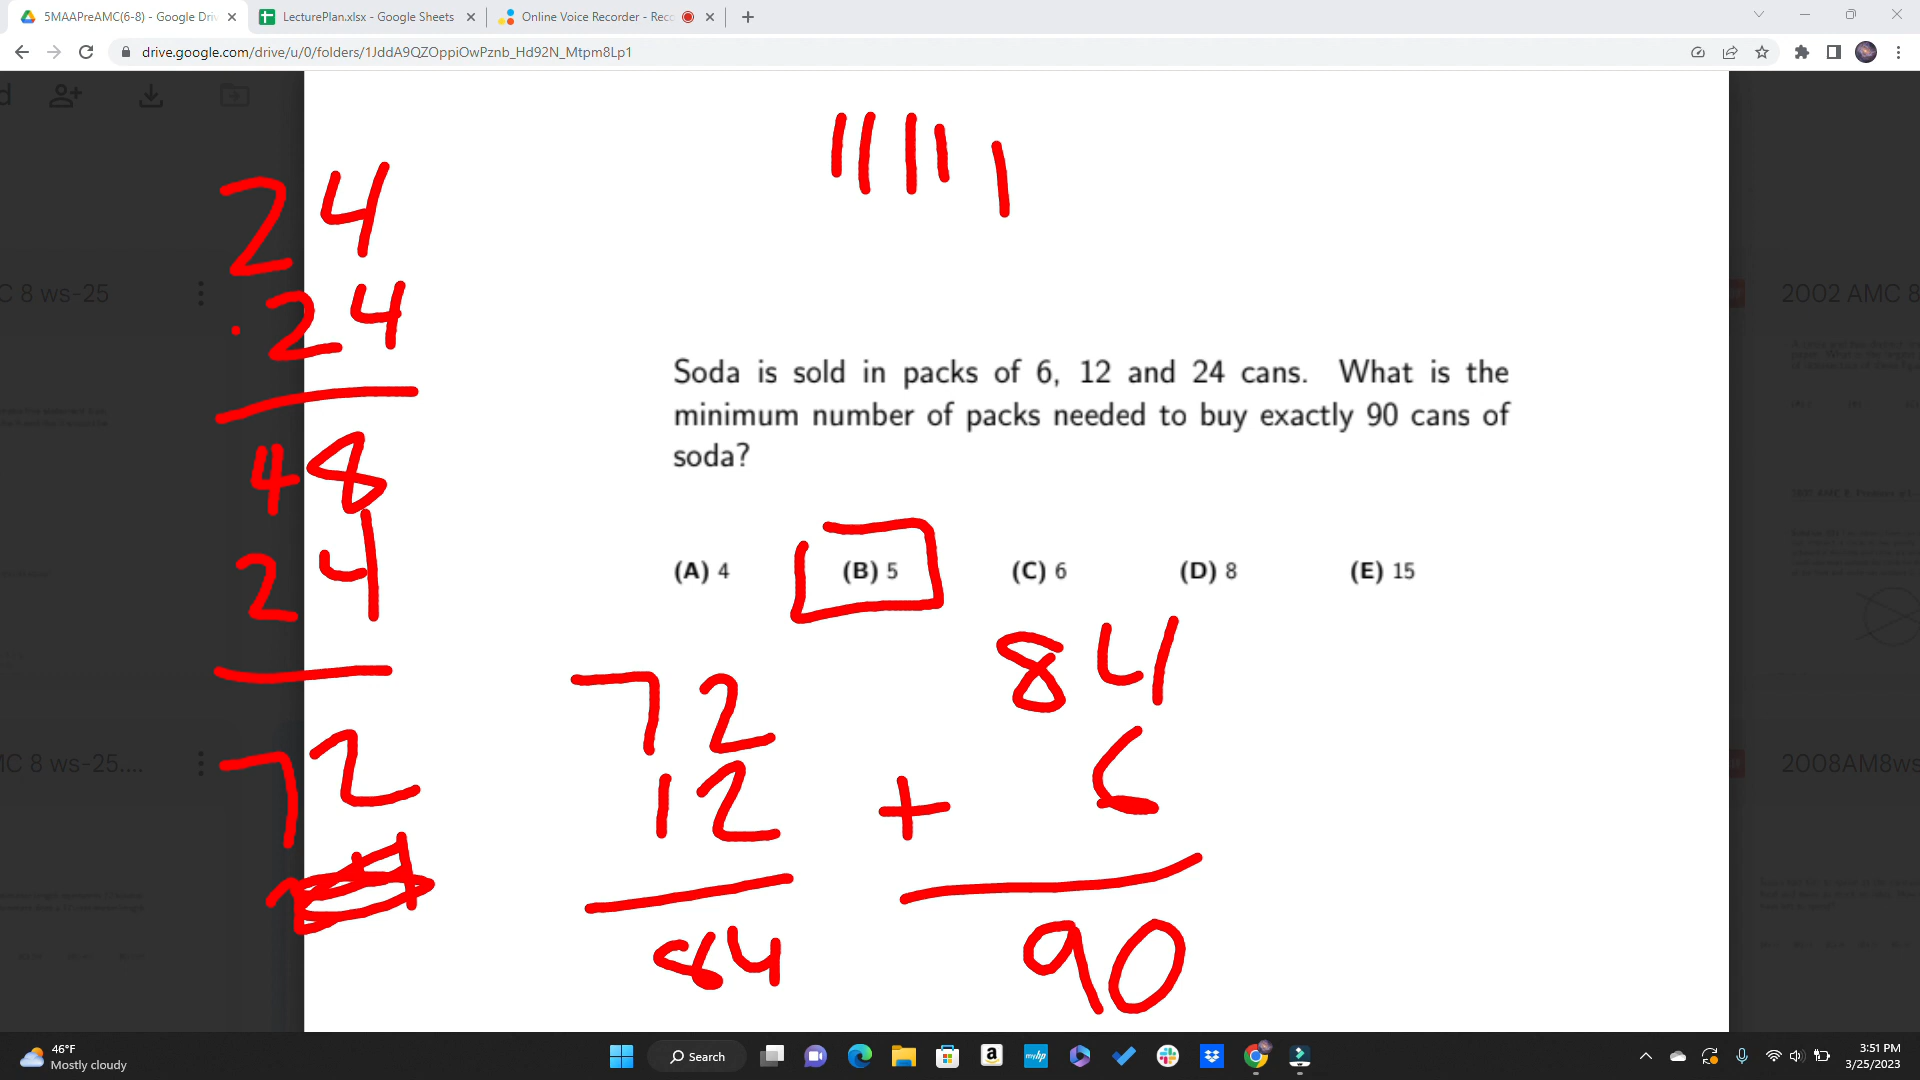 5MAAPreAMC(6-8) - Google Dri
LecturePlan.xlsx - Google Sheets
Online Voice Recorder - Rec
drive.google.com/drive/u/0/folders/1JddA9QZOppiOwPznb_Hd92N_Mtpm8Lp1
24
C 8 ws-25
24
2002 AMC 8
Soda is sold in packs of 6, 12 and 24 cans. What is the
minimum number of packs needed to buy exactly 90 cans of
soda?
48
24
(A) 4 (B) 5 (C) 6 (D) 8 (E) 15
72
72
12
84
84
+ 6
90
MC 8 ws-25....
2008AM8ws
46°F
Mostly cloudy
Search
a
myhp
3:51 PM
3/25/2023